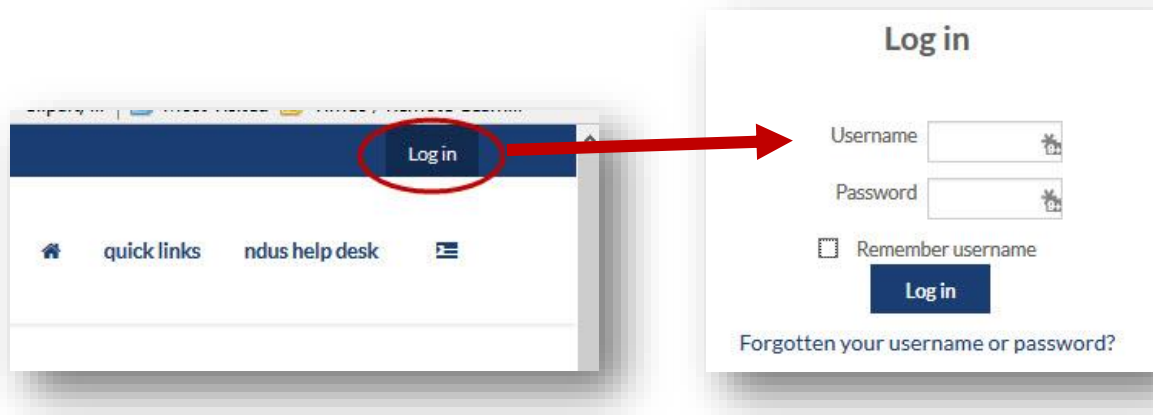 Log in
quick links ndus help desk
Log in
Username
Password
Remember username
Log in
Forgotten your username or password?